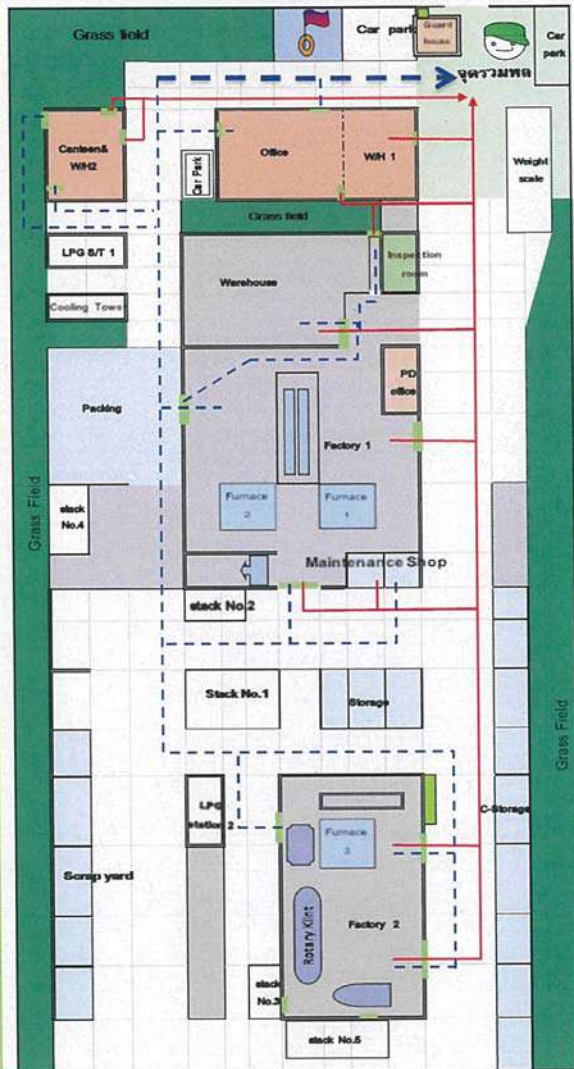 Grass field
Car park
Guard
house
Car
park
จุดรวมพล
Canteen&
W/H2
Office
W/H 1
Car Park
Weight
scale
Grass field
LPG S/T 1
Inspection
room
Warehouse
Cooling Towe
PD
office
Packing
Factory 1
Grass Field
stack
No.4
Furnace
2
Furnace
1
Maintenance Shop
stack No.2
Stack No.1
Storage
Grass Field
LPG
station 2
C-Storage
Furnace
3
Scrap yard
Rotary Klint
Factory 2
stack
No.3
stack No.5